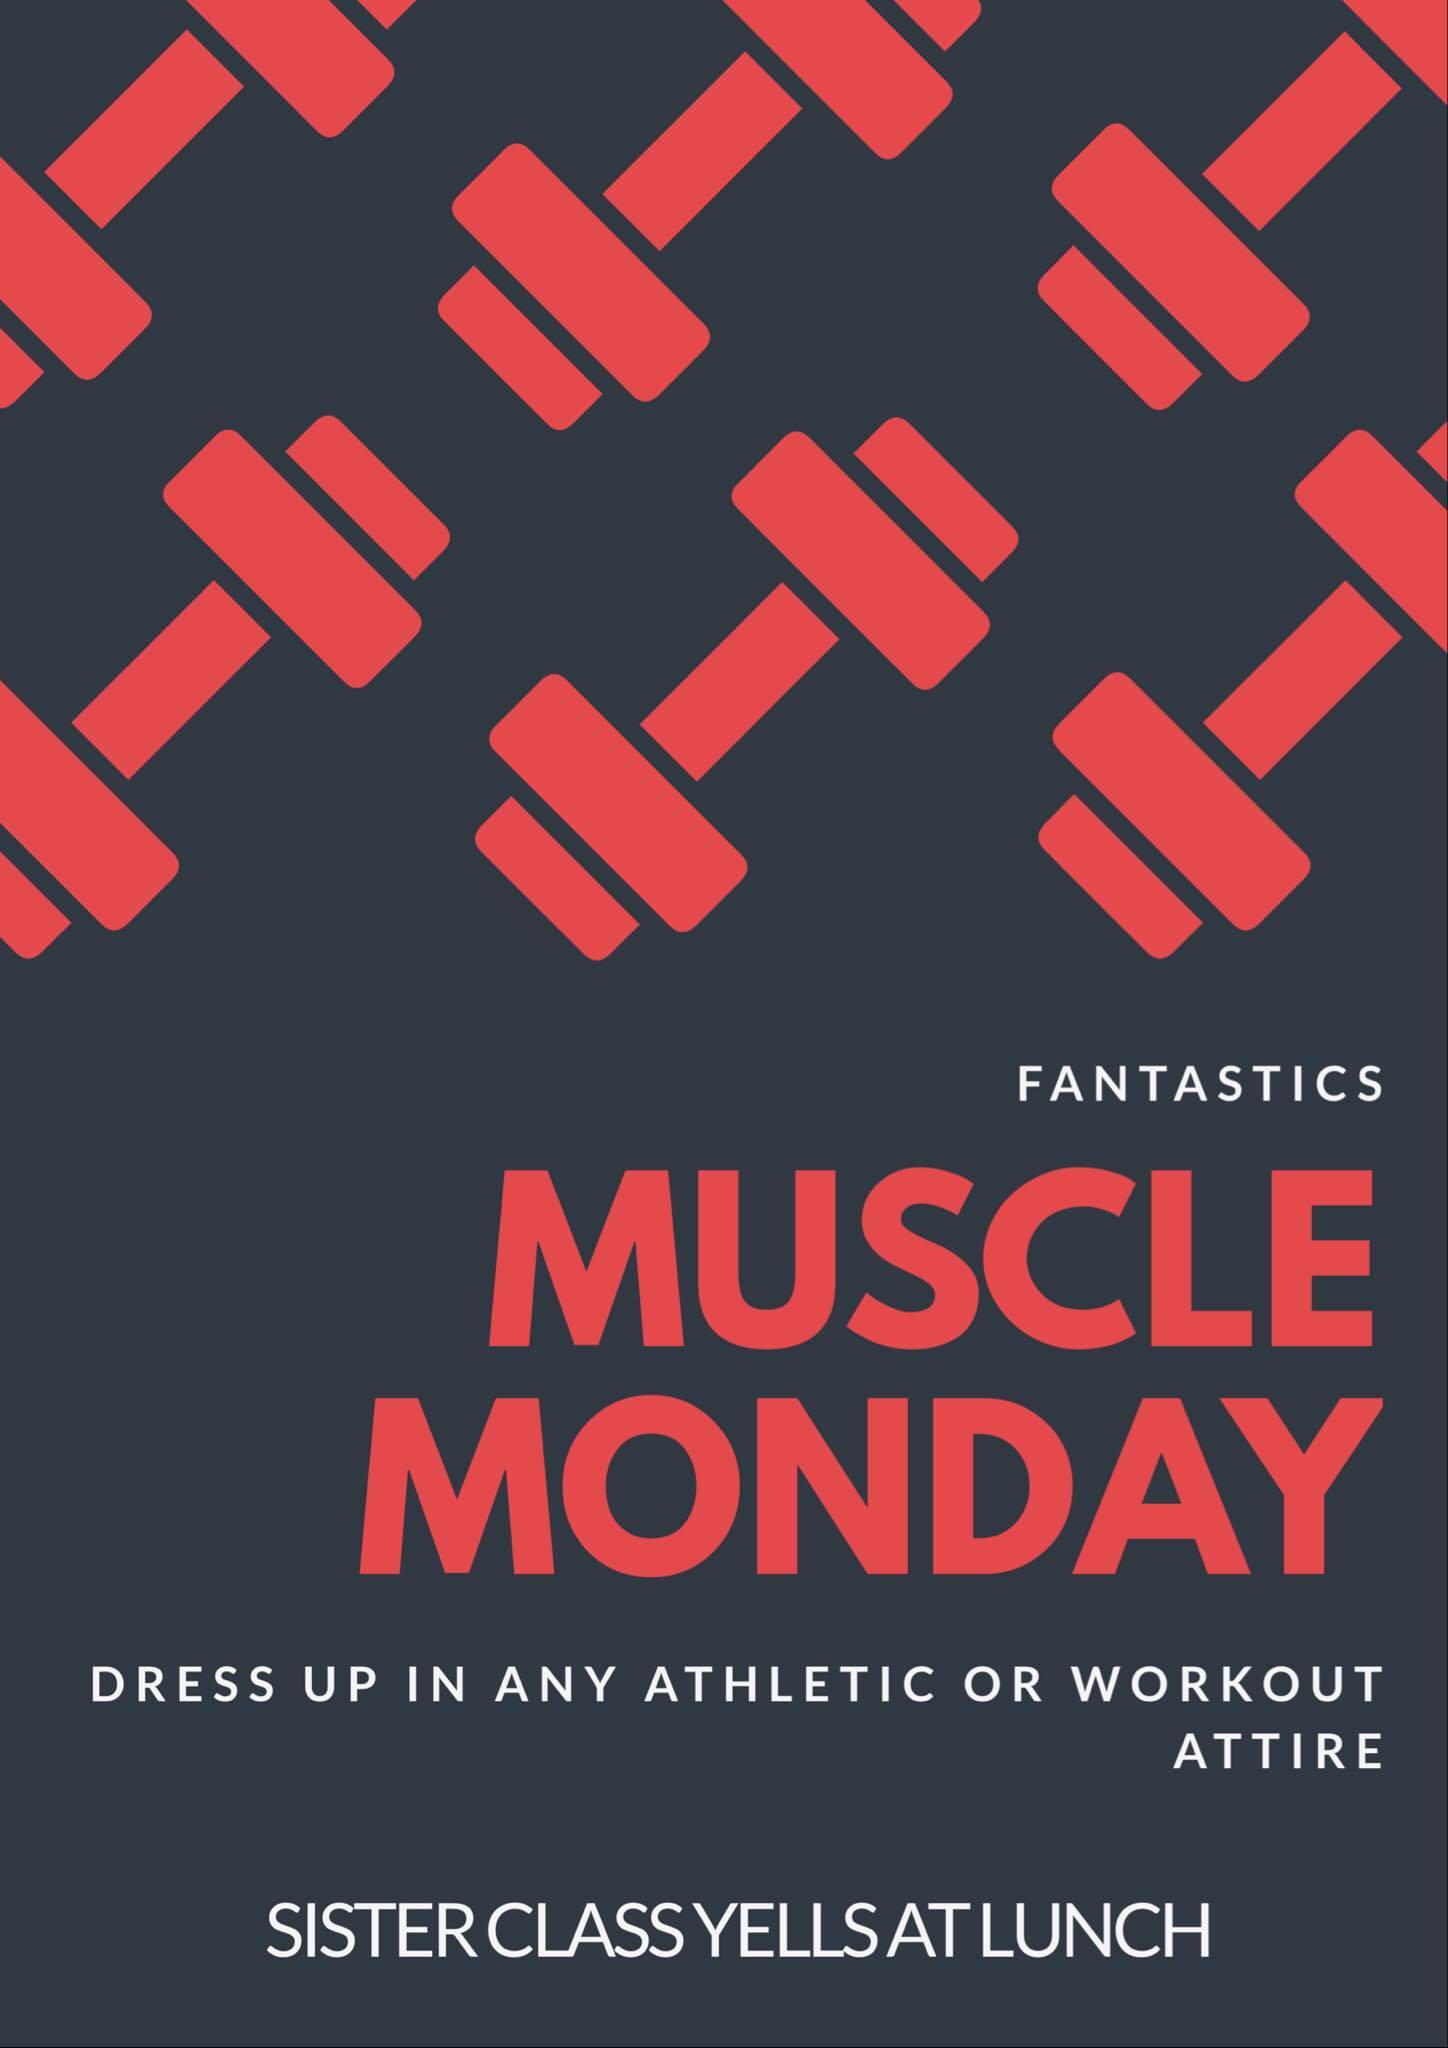 FANTASTICS
MUSCLE
MONDAY
DRESS UP IN ANY ATHLETIC OR WORKOUT
ATTIRE
SISTER CLASS YELLS AT LUNCH